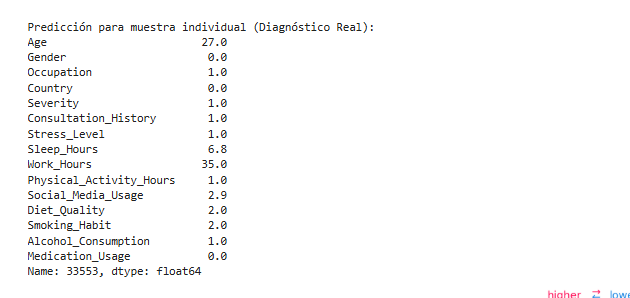 Predicción para muestra individual (Diagnóstico Real):
Age 27.0
Gender 0.0
Occupation 1.0
Country 0.0
Severity 1.0
Consultation_History 1.0
Stress_Level 1.0
Sleep_Hours 6.8
Work_Hours 35.0
Physical_Activity_Hours 1.0
Social_Media_Usage 2.9
Diet_Quality 2.0
Smoking_Habit 2.0
Alcohol_Consumption 1.0
Medication_Usage 0.0
Name: 33553, dtype: float64
higher ⇄ lowe